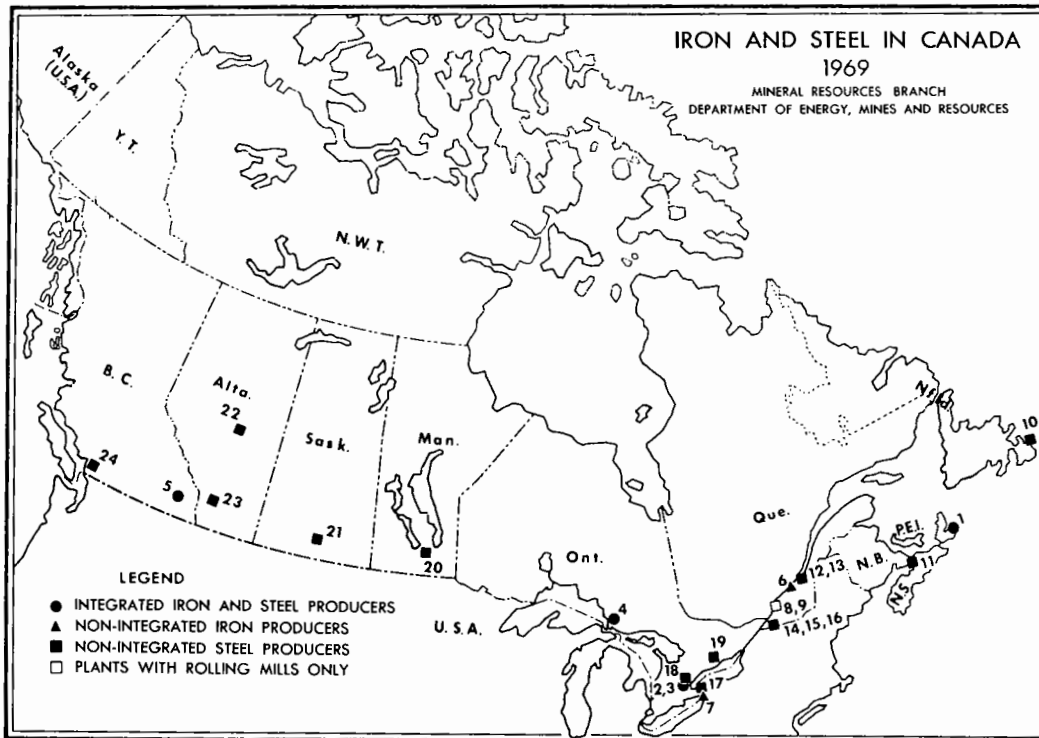 IRON AND STEEL IN CANADA
1969
MINERAL RESOURCES BRANCH
DEPARTMENT OF ENERGY, MINES AND RESOURCES
Alaska
(U.S.A.)
Y.T.
N.W.T.
B.C.
Alta.
22
Sask.
Man.
Nfld.
10
24
5
23
21
20
Ont.
Que.
P.E.I.
1
N.B.
11
N.S.
6
12,13
8,9
14,15,16
4
U.S.A.
19
18
2,3
17
7
LEGEND
INTEGRATED IRON AND STEEL PRODUCERS
NON-INTEGRATED IRON PRODUCERS
NON-INTEGRATED STEEL PRODUCERS
PLANTS WITH ROLLING MILLS ONLY